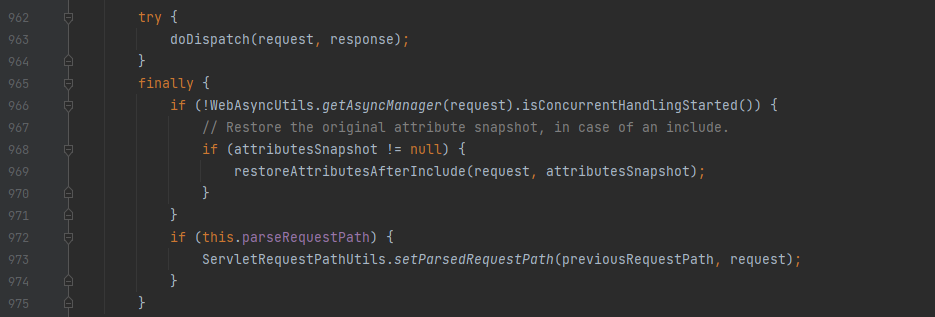 962 try {
963 doDispatch(request, response);
964 }
965 finally {
966 if (!WebAsyncUtils.getAsyncManager(request).isConcurrentHandlingStarted()) {
967 // Restore the original attribute snapshot, in case of an include.
968 if (attributesSnapshot != null) {
969 restoreAttributesAfterInclude(request, attributesSnapshot);
970 }
971 }
972 if (this.parseRequestPath) {
973 ServletRequestPathUtils.setParsedRequestPath(previousRequestPath, request);
974 }
975 }